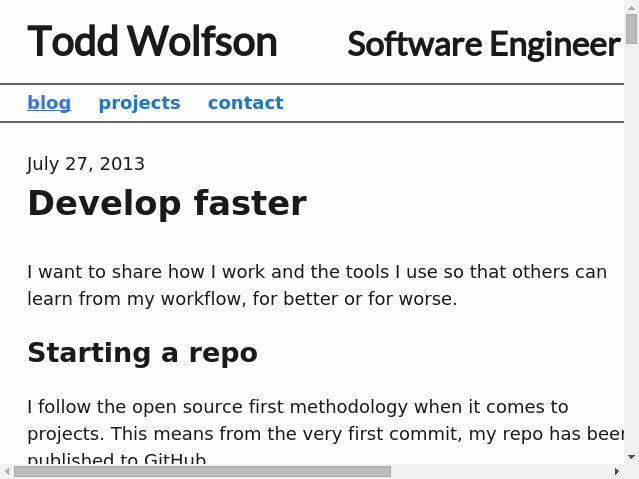 Todd Wolfson Software Engineer
blog projects contact
July 27, 2013
Develop faster
I want to share how I work and the tools I use so that others can
learn from my workflow, for better or for worse.
Starting a repo
I follow the open source first methodology when it comes to
projects. This means from the very first commit, my repo has been
published to GitHub